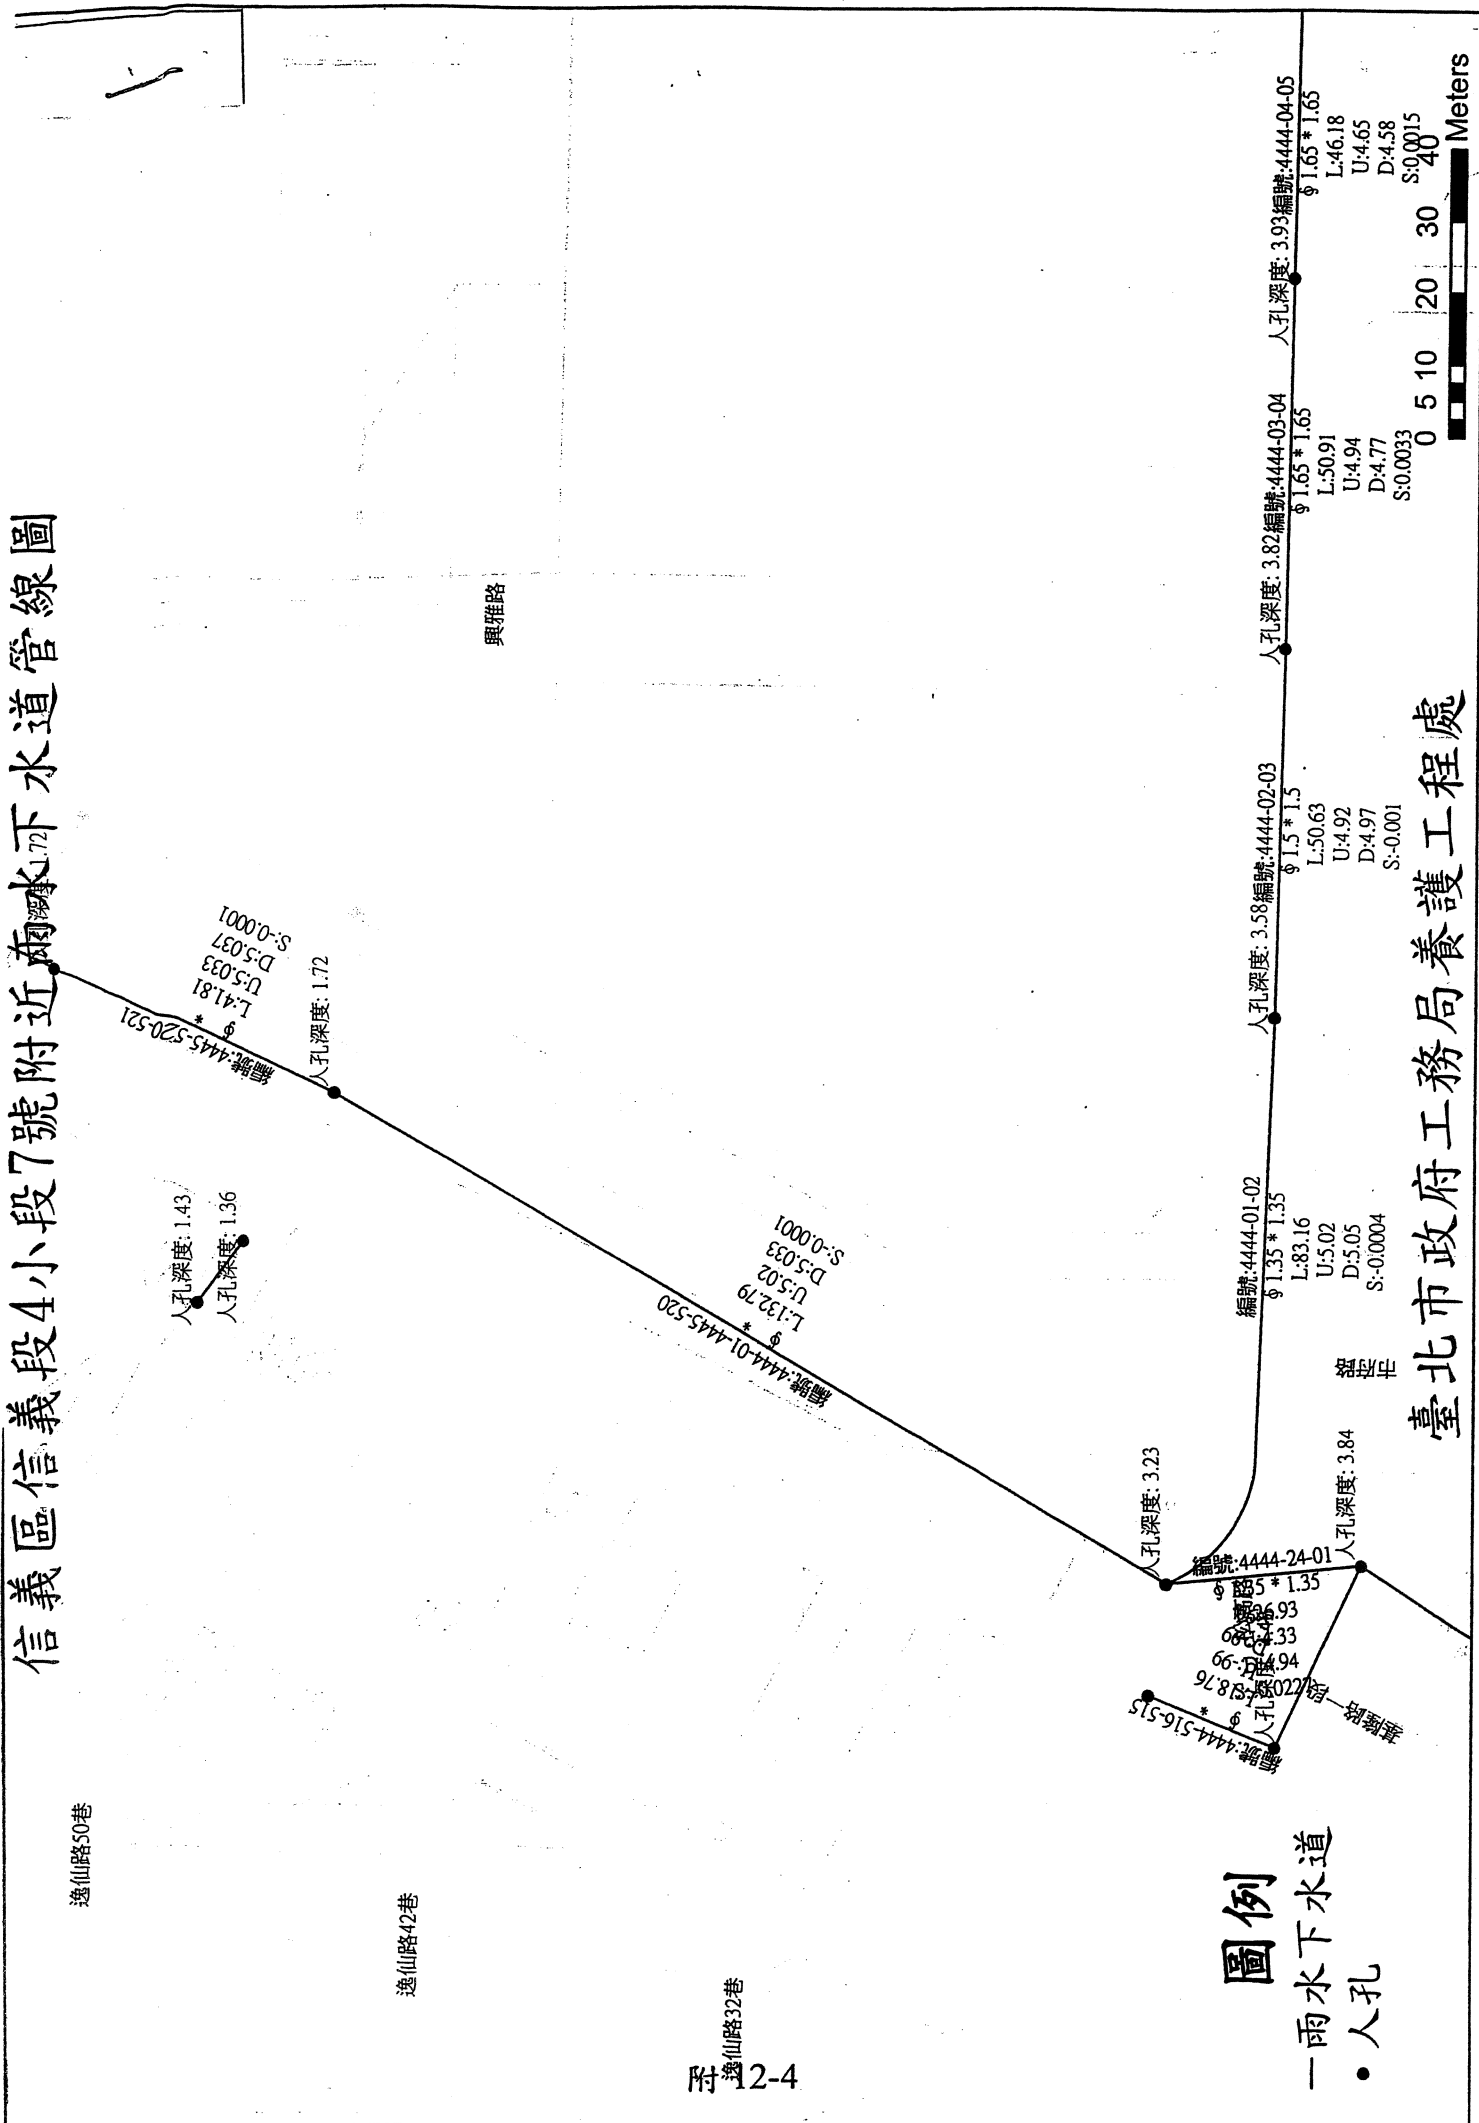 信義區信義段4小段7號附近雨水下水道管線圖
人孔深度: 1.72
編號:4445-520-521
*
∮
L:41.81
U:5.033
D:5.037
S:-0.0001
人孔深度: 1.43
人孔深度: 1.36
興雅路
編號:4444-01-4445-520
*
∮
L:132.79
U:5.02
D:5.033
S:-0.0001
逸仙路50巷
逸仙路42巷
逸仙路32巷
人孔深度: 3.23
編號:4444-01-02
∮ 1.35 * 1.35
L:83.16
U:5.02
D:5.05
S:-0.0004
人孔深度: 3.58
編號:4444-02-03
∮ 1.5 * 1.5
L:50.63
U:4.92
D:4.97
S:-0.001
人孔深度: 3.82
編號:4444-03-04
∮ 1.65 * 1.65
L:50.91
U:4.94
D:4.77
S:0.0033
人孔深度: 3.93
編號:4444-04-05
∮ 1.65 * 1.65
L:46.18
U:4.65
D:4.58
S:0.0015
市府路
人孔深度: 3.84
編號:4444-24-01
編號:4444-516-515
*
∮
L:18.76
基隆路一段
圖例
雨水下水道
人孔
0 5 10 20 30 40
Meters
臺北市政府工務局養護工程處
附 12-4